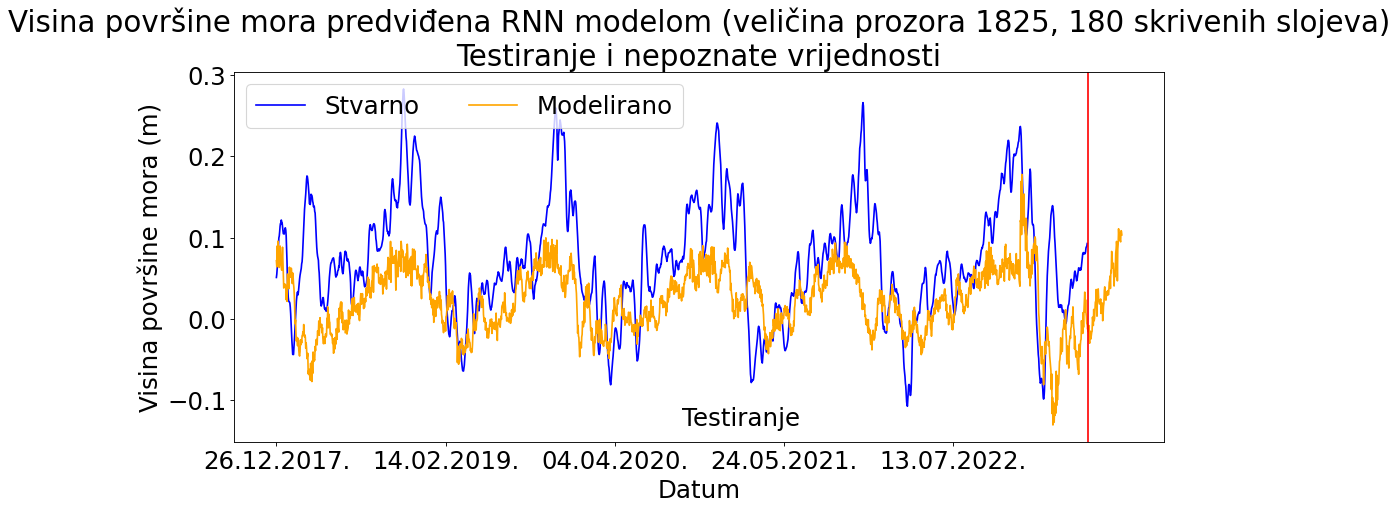 Visina površine mora predviđena RNN modelom (veličina prozora 1825, 180 skrivenih slojeva)
Testiranje i nepoznate vrijednosti
Stvarno Modelirano
Visina površine mora (m)
0.3
0.2
0.1
0.0
−0.1
Testiranje
26.12.2017. 14.02.2019. 04.04.2020. 24.05.2021. 13.07.2022.
Datum